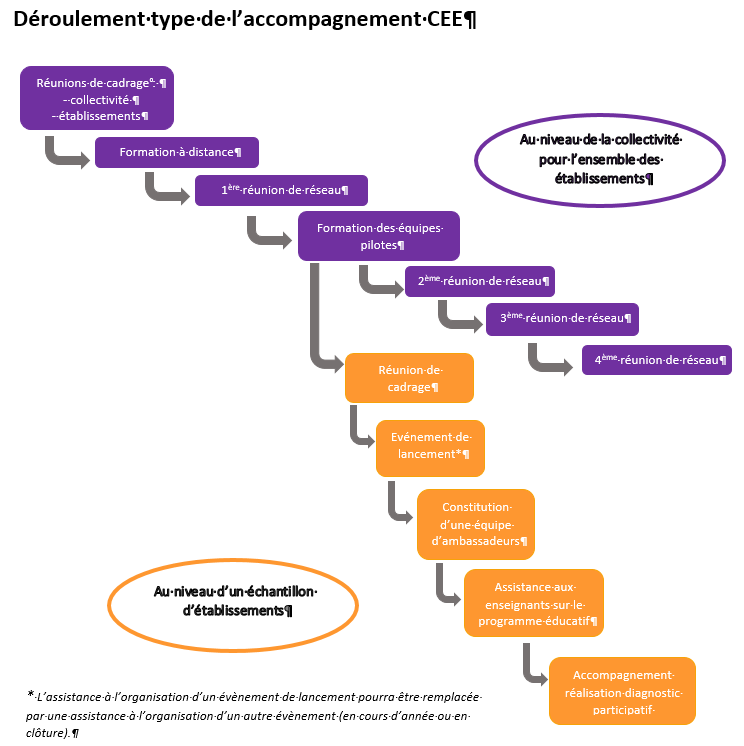 Déroulement·type·de·l’accompagnement·CEE¶
Réunions·de·cadrage°:·¶
-·collectivité·¶
-·établissements¶
Formation·à·distance¶
1ère·réunion·de·réseau¶
Formation·des·équipes·
pilotes¶
2ème·réunion·de·réseau¶
3ème·réunion·de·réseau¶
4ème·réunion·de·réseau¶
Au·niveau·de·la·collectivité·
pour·l’ensemble·des·
établissements¶
Réunion·de·
cadrage¶
Evénement·de·
lancement*¶
Constitution·
d’une·équipe·
d’ambassadeurs¶
Assistance·aux·
enseignants·sur·le·
programme·éducatif¶
Accompagnement·
réalisation·diagnostic·
participatif·
Au·niveau·d’un·échantillon·
d’établissements¶
*·L’assistance·à·l’organisation·d’un·évènement·de·lancement·pourra·être·remplacée·
par·une·assistance·à·l’organisation·d’un·autre·évènement·(en·cours·d’année·ou·en·
clôture).¶